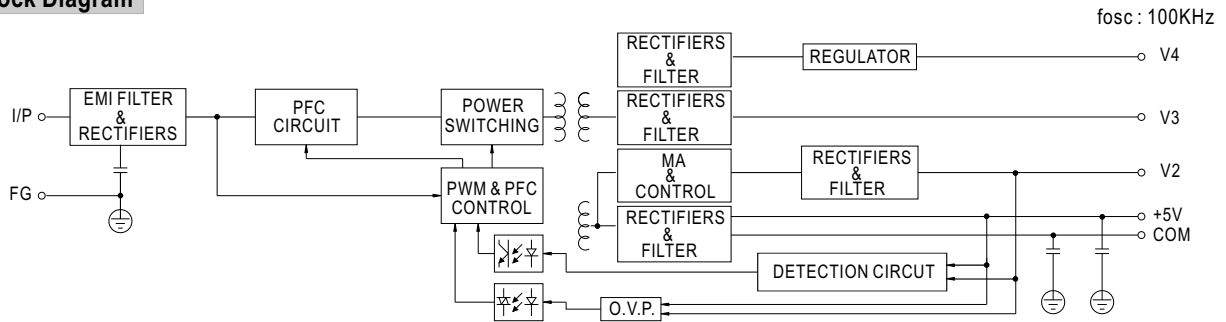 ock Diagram
fosc : 100KHz
RECTIFIERS
&
FILTER
REGULATOR
V4
I/P
EMI FILTER
&
RECTIFIERS
PFC
CIRCUIT
POWER
SWITCHING
RECTIFIERS
&
FILTER
V3
FG
PWM & PFC
CONTROL
MA
&
CONTROL
RECTIFIERS
&
FILTER
V2
RECTIFIERS
&
FILTER
+5V
COM
DETECTION CIRCUT
O.V.P.